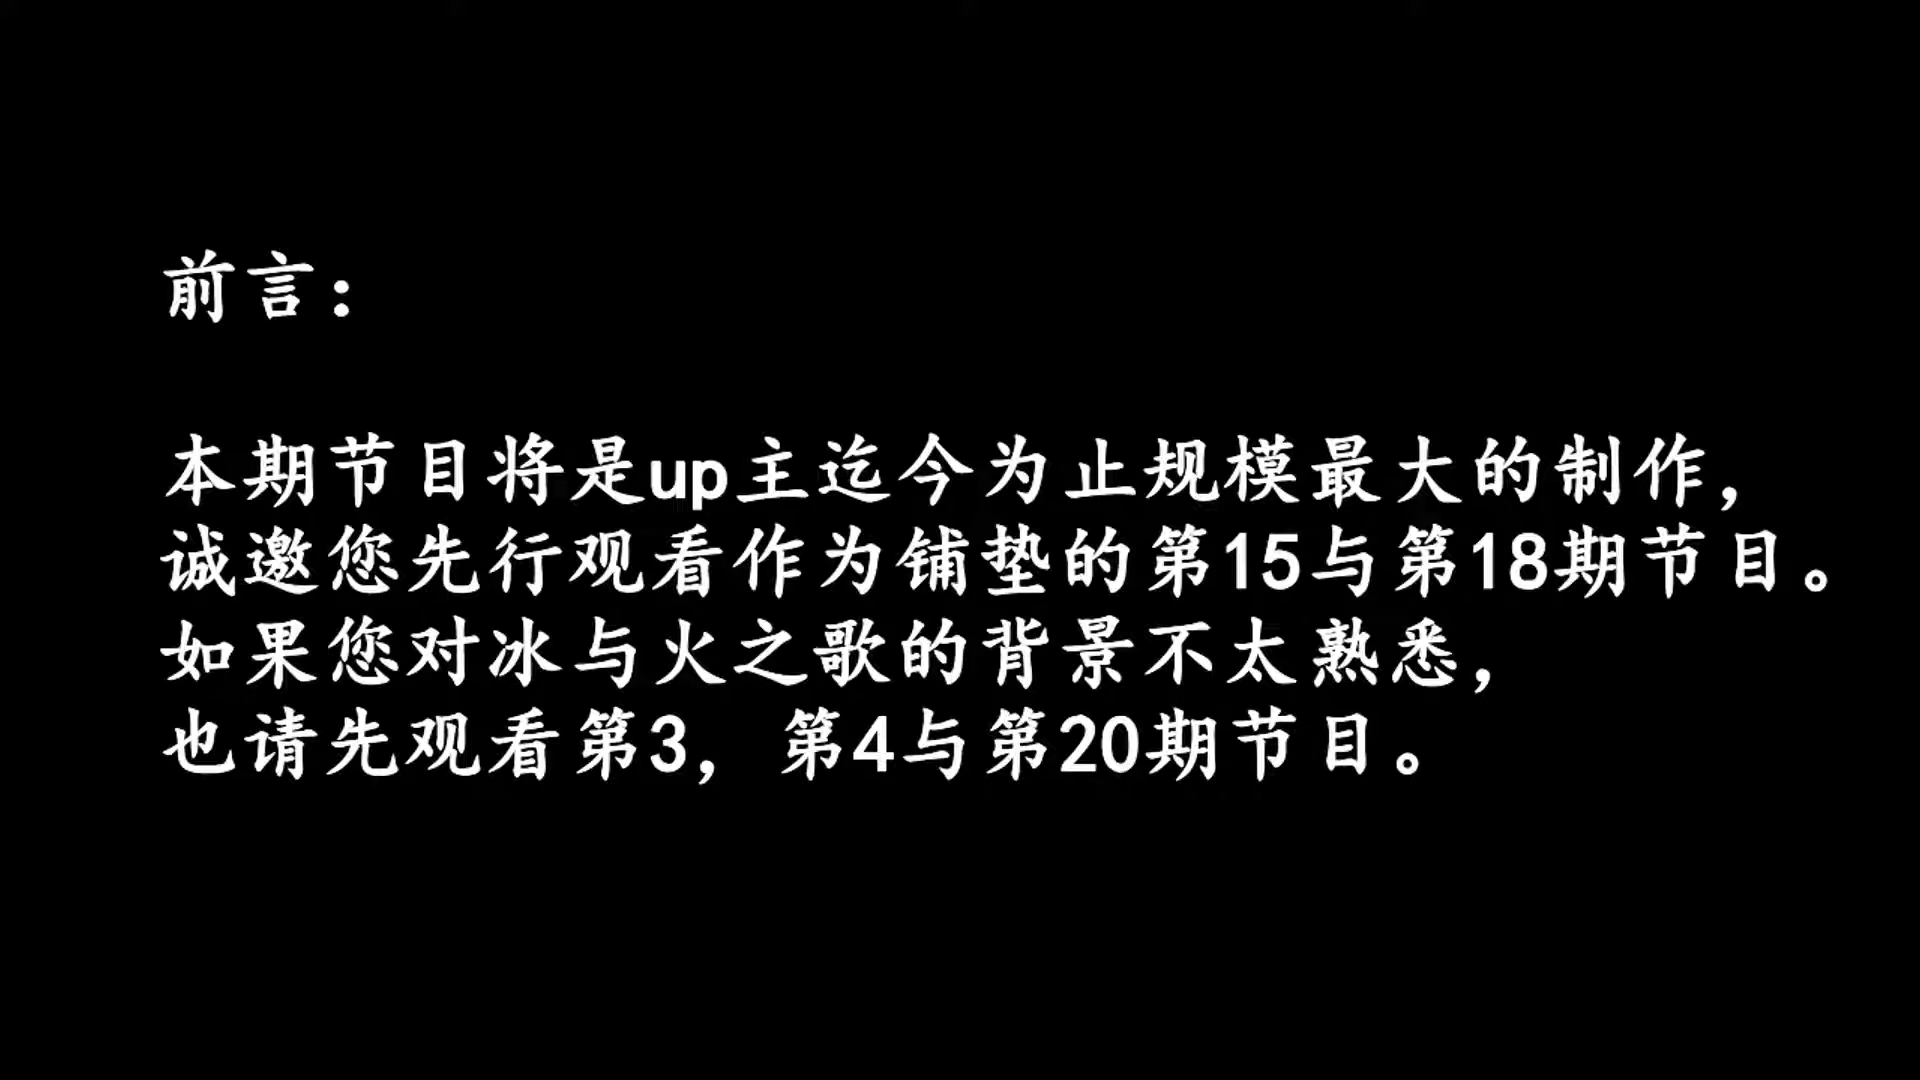 前言：
本期节目将是up主迄今为止规模最大的制作，
诚邀您先行观看作为铺垫的第15与第18期节目。
如果您对冰与火之歌的背景不太熟悉，
也请先观看第3，第4与第20期节目。